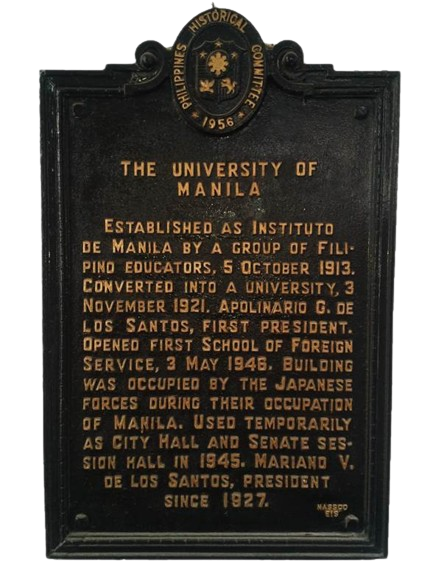 PHILIPPINES HISTORICAL COMMITTEE
★ 1956 ★
THE UNIVERSITY OF
MANILA
ESTABLISHED AS INSTITUTO
DE MANILA BY A GROUP OF FILI-
PINO EDUCATORS, 5 OCTOBER 1913.
CONVERTED INTO A UNIVERSITY, 3
NOVEMBER 1921. APOLINARIO G. DE
LOS SANTOS, FIRST PRESIDENT.
OPENED FIRST SCHOOL OF FOREIGN
SERVICE, 3 MAY 1946. BUILDING
WAS OCCUPIED BY THE JAPANESE
FORCES DURING THEIR OCCUPATION
OF MANILA. USED TEMPORARILY
AS CITY HALL AND SENATE SES-
SION HALL IN 1945. MARIANO V.
DE LOS SANTOS, PRESIDENT
SINCE 1927.